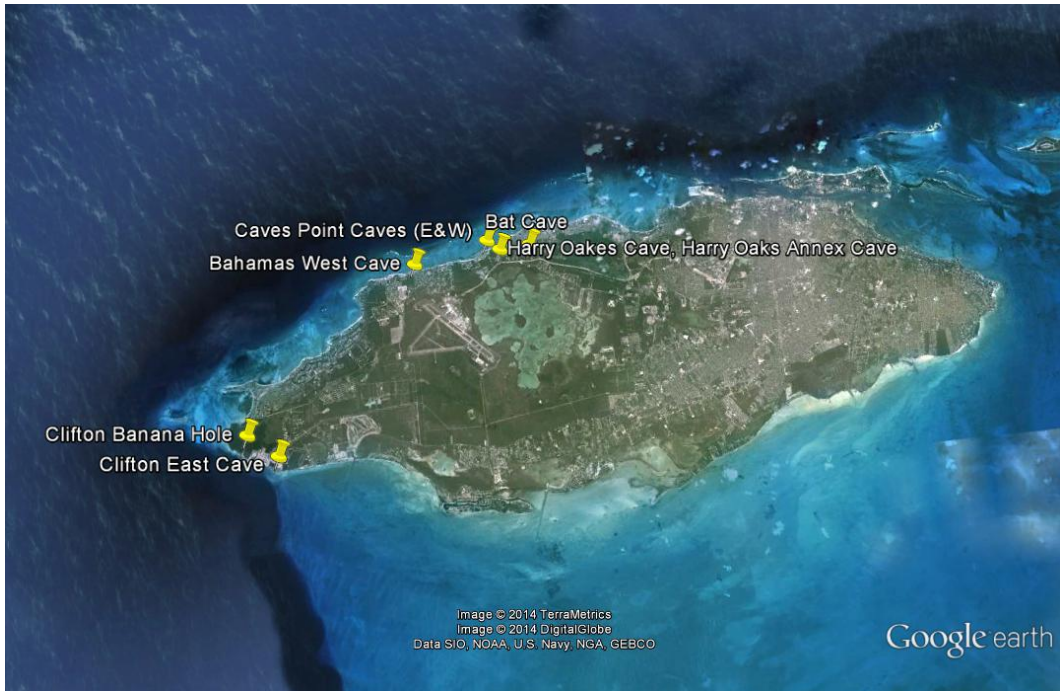 Bat Cave
Caves Point Caves (E&W)
Harry Oakes Cave, Harry Oaks Annex Cave
Bahamas West Cave
Clifton Banana Hole
Clifton East Cave
Image © 2014 TerraMetrics
Image © 2014 DigitalGlobe
Data SIO, NOAA, U.S. Navy, NGA, GEBCO
Google earth